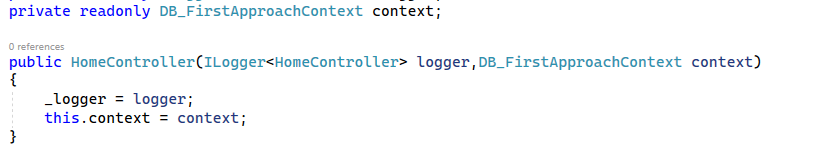 private readonly DB_FirstApproachContext context;
0 references
public HomeController(ILogger<HomeController> logger,DB_FirstApproachContext context)
{
_logger = logger;
this.context = context;
}